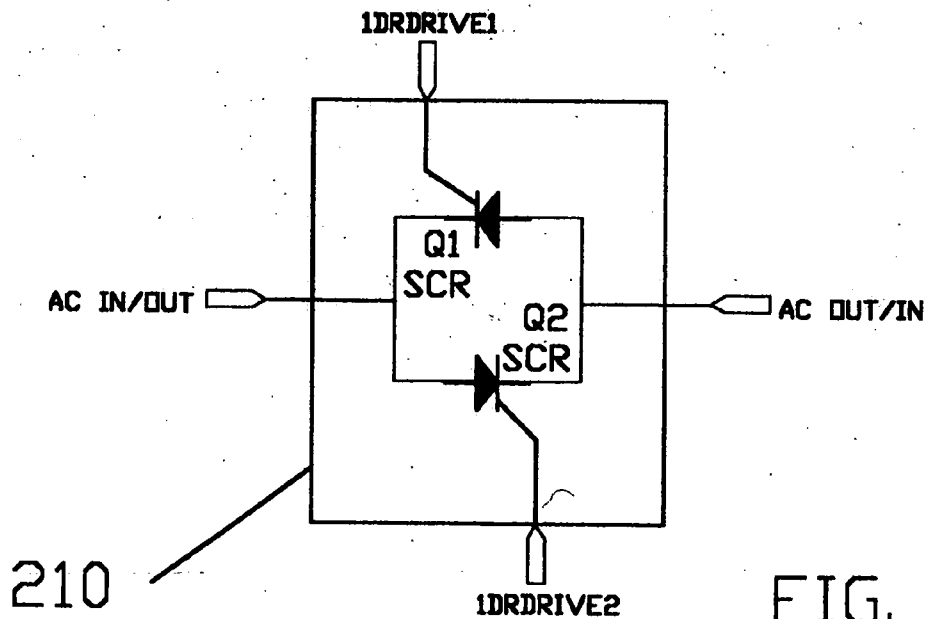 1DRDRIVE1
Q1
SCR
AC IN/OUT
Q2
SCR
AC OUT/IN
210
1DRDRIVE2
FIG.